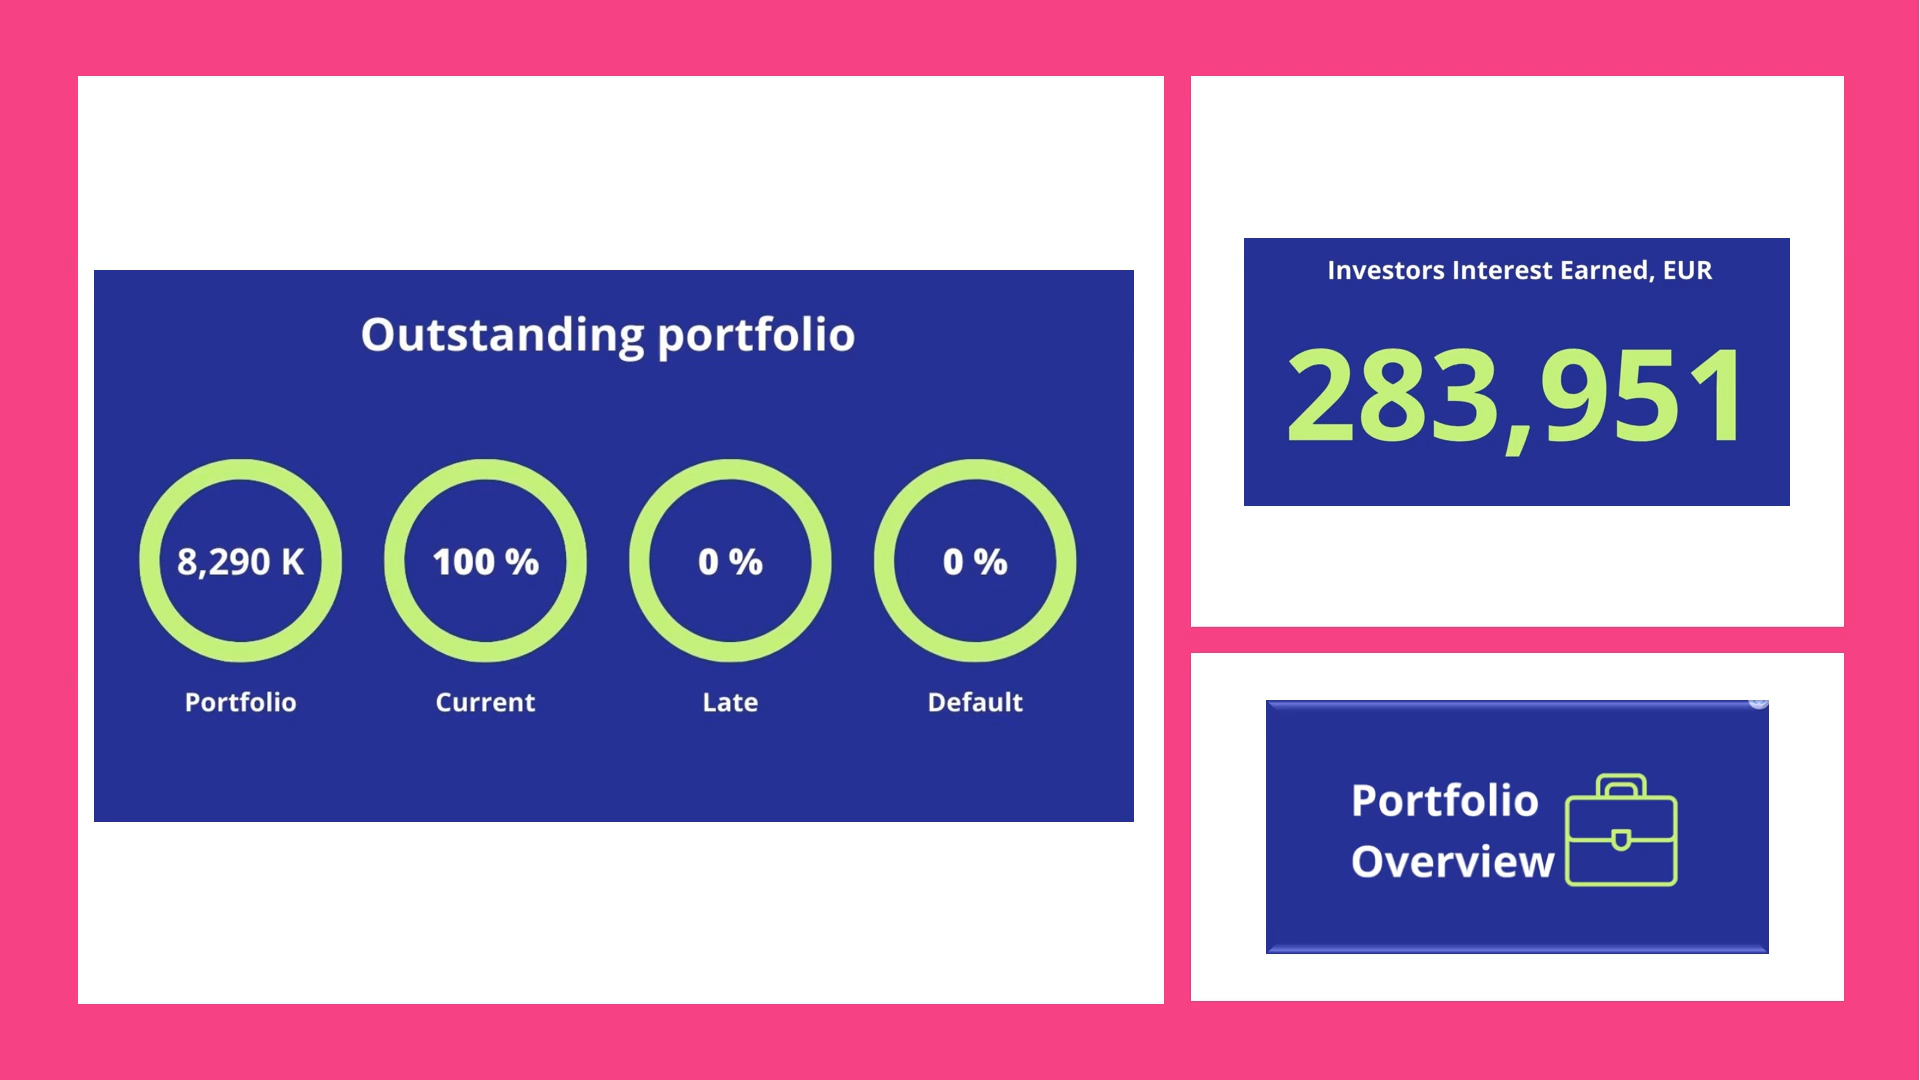 Outstanding portfolio
8,290 K
100 %
0 %
0 %
Portfolio
Current
Late
Default
Investors Interest Earned, EUR
283,951
Portfolio
Overview